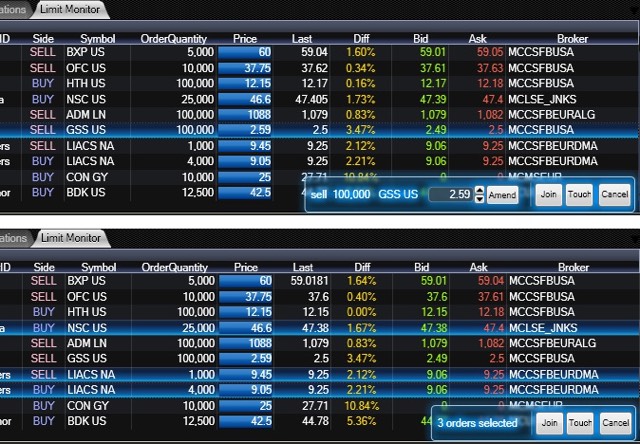 ations Limit Monitor
ID Side Symbol OrderQuantity Price Last Diff Bid Ask Broker
SELL BXP US 5,000 60 59.04 1.60% 59.01 59.05 MCCSFBUSA
SELL OFC US 10,000 37.75 37.62 0.34% 37.61 37.63 MCCSFBUSA
BUY HTH US 100,000 12.15 12.17 0.16% 12.17 12.18 MCCSFBUSA
a BUY NSC US 25,000 46.6 47.405 1.73% 47.39 47.4 MCLSE_JNKS
SELL ADM LN 100,000 1088 1,079 0.83% 1,079 1,082 MCCSFBEURALG
SELL GSS US 100,000 2.59 2.5 3.47% 2.49 2.5 MCCSFBUSA
ers SELL LIACS NA 1,000 9.45 9.25 2.12% 9.06 9.25 MCCSFBEURDMA
ers BUY LIACS NA 4,000 9.05 9.25 2.21% 9.06 9.25 MCCSFBEURDMA
BUY CON GY 10,000 25 27.71 10.84% 0 0 MCMSEUR
nor BUY BDK US 12,500 42.5
sell 100,000 GSS US 2.59 Amend Join Touch Cancel
ations Limit Monitor
ID Side Symbol OrderQuantity Price Last Diff Bid Ask Broker
SELL BXP US 5,000 60 59.0181 1.64% 59.01 59.04 MCCSFBUSA
SELL OFC US 10,000 37.75 37.6 0.40% 37.6 37.61 MCCSFBUSA
BUY HTH US 100,000 12.15 12.15 0.00% 12.15 12.15 MCCSFBUSA
a BUY NSC US 25,000 46.6 47.38 1.67% 47.38 47.4 MCLSE_JNKS
SELL ADM LN 100,000 1088 1,079 0.83% 1,079 1,082 MCCSFBEURALG
SELL GSS US 100,000 2.59 2.5 3.47% 2.49 2.5 MCCSFBUSA
ers SELL LIACS NA 1,000 9.45 9.25 2.12% 9.06 9.25 MCCSFBEURDMA
ers BUY LIACS NA 4,000 9.05 9.25 2.21% 9.06 9.25 MCCSFBEURDMA
BUY CON GY 10,000 25 27.71 10.84% 0 0
nor BUY BDK US 12,500 42.5 44.78 5.36%
3 orders selected Join Touch Cancel